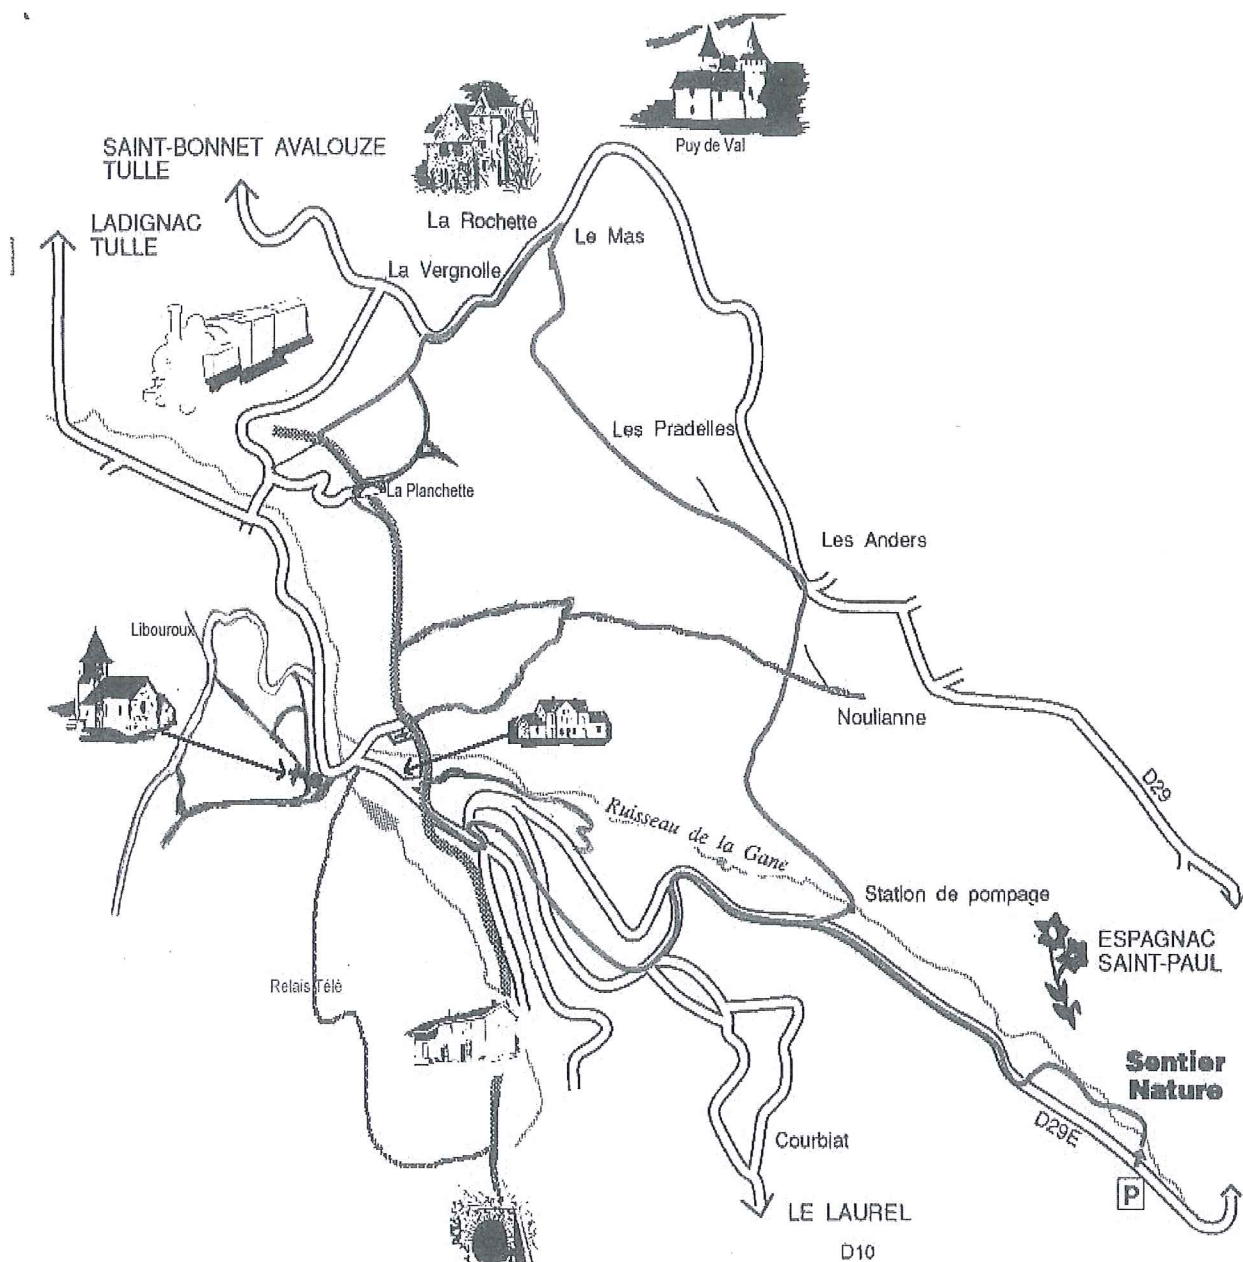 Puy de Val
SAINT-BONNET AVALOUZE
TULLE
LADIGNAC
TULLE
La Rochette
Le Mas
La Vergnolle
Les Pradelles
La Planchette
Les Anders
Libouroux
Noulianne
D29
Ruisseau de la Gane
Station de pompage
ESPAGNAC
SAINT-PAUL
Relais Télé
Sentier
Nature
D29E
Courbiat
P
LE LAUREL
D10